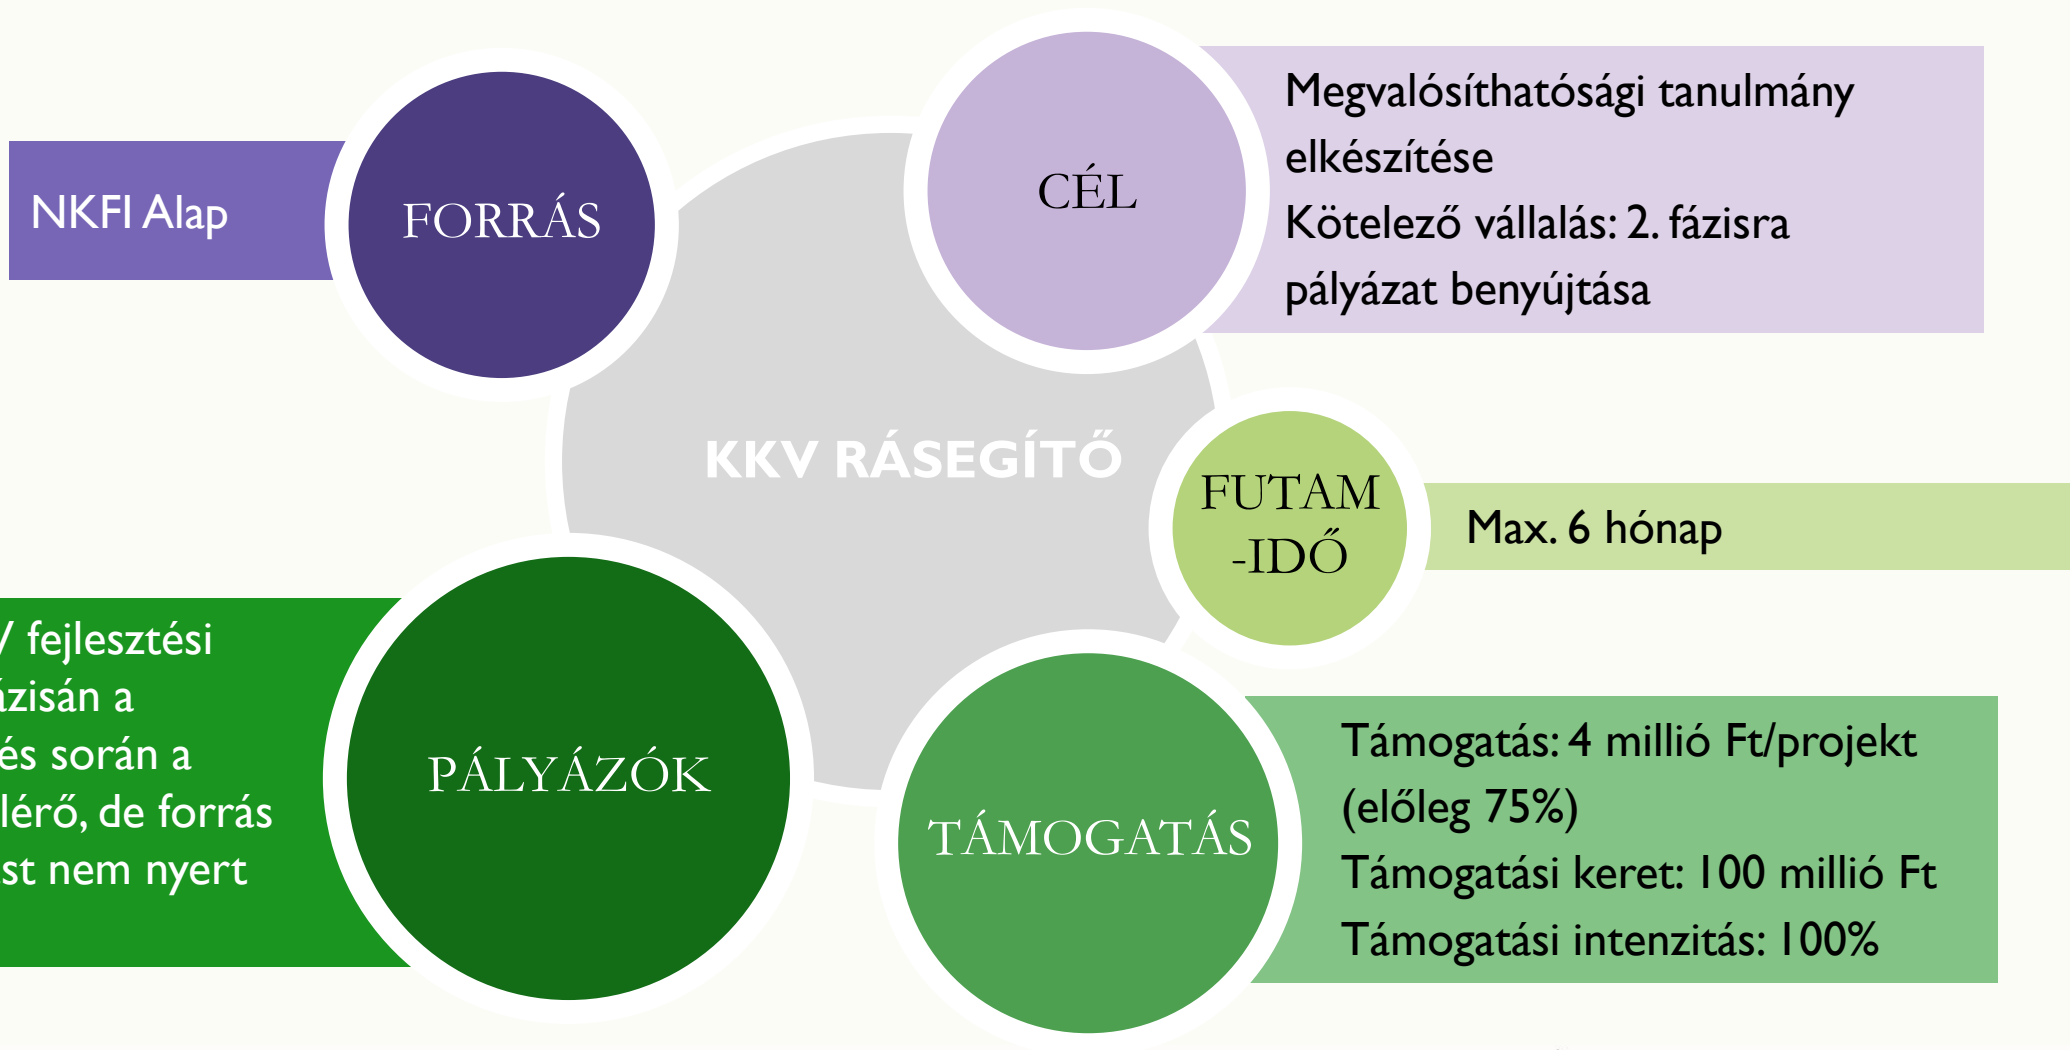 NKFI Alap
FORRÁS
CÉL
Megvalósíthatósági tanulmány
elkészítése
Kötelező vállalás: 2. fázisra
pályázat benyújtása
KKV RÁSEGÍTŐ
FUTAM
-IDŐ
Max. 6 hónap
fejlesztési
a
és során a
de forrás
nem nyert
PÁLYÁZÓK
TÁMOGATÁS
Támogatás: 4 millió Ft/projekt
(előleg 75%)
Támogatási keret: 100 millió Ft
Támogatási intenzitás: 100%